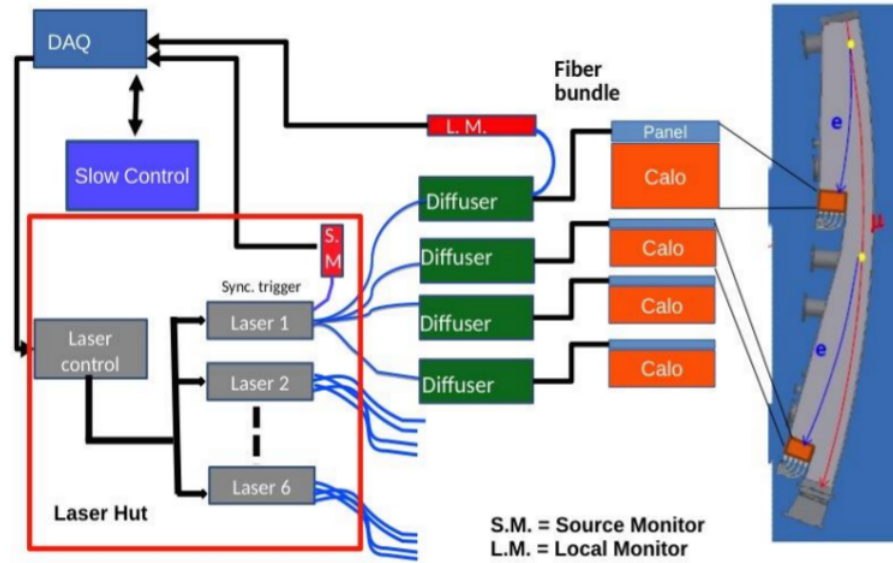 DAQ
Slow Control
Fiber
bundle
L. M.
Panel
Calo
Diffuser
S.
M
Sync. trigger
Diffuser
Calo
Laser 1
Diffuser
Calo
Laser
control
Laser 2
Diffuser
Calo
Laser 6
Laser Hut
S.M. = Source Monitor
L.M. = Local Monitor
e
μ
e